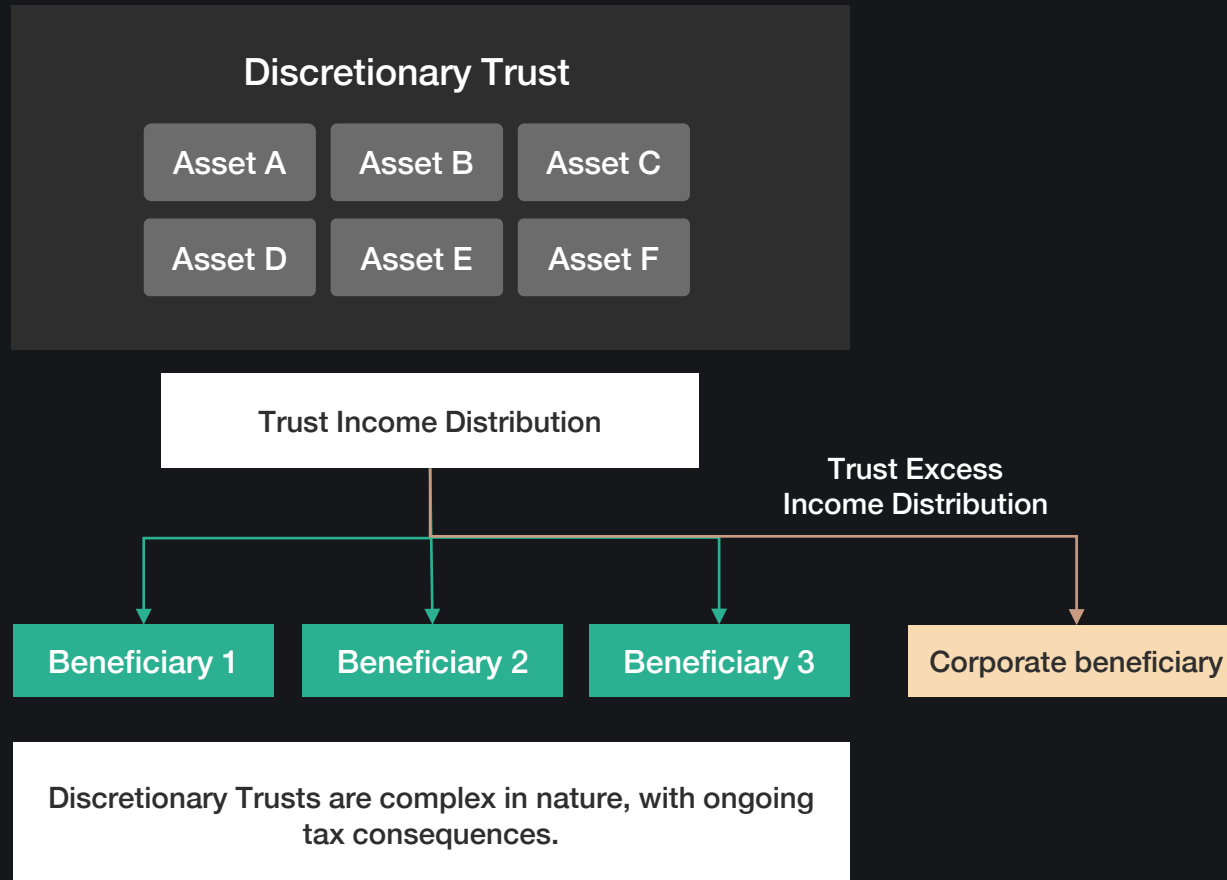 Discretionary Trust
Asset A
Asset B
Asset C
Asset D
Asset E
Asset F
Trust Income Distribution
Trust Excess
Income Distribution
Beneficiary 1
Beneficiary 2
Beneficiary 3
Corporate beneficiary
Discretionary Trusts are complex in nature, with ongoing
tax consequences.